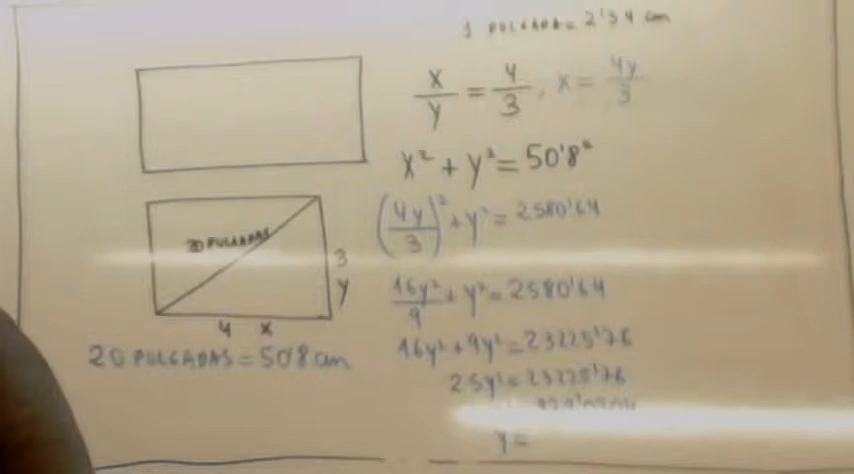 1 PULGADA = 2'54 cm
x/y = 4/3, x = 4y/3
x² + y² = 50'8²
(4y/3)² + y² = 2580'64
20 PULGADAS
3
16y²/9 + y² = 2580'64
y
4 x
16y² + 9y² = 23225'76
20 PULGADAS = 50'8 cm
25y² = 23225'76
y =